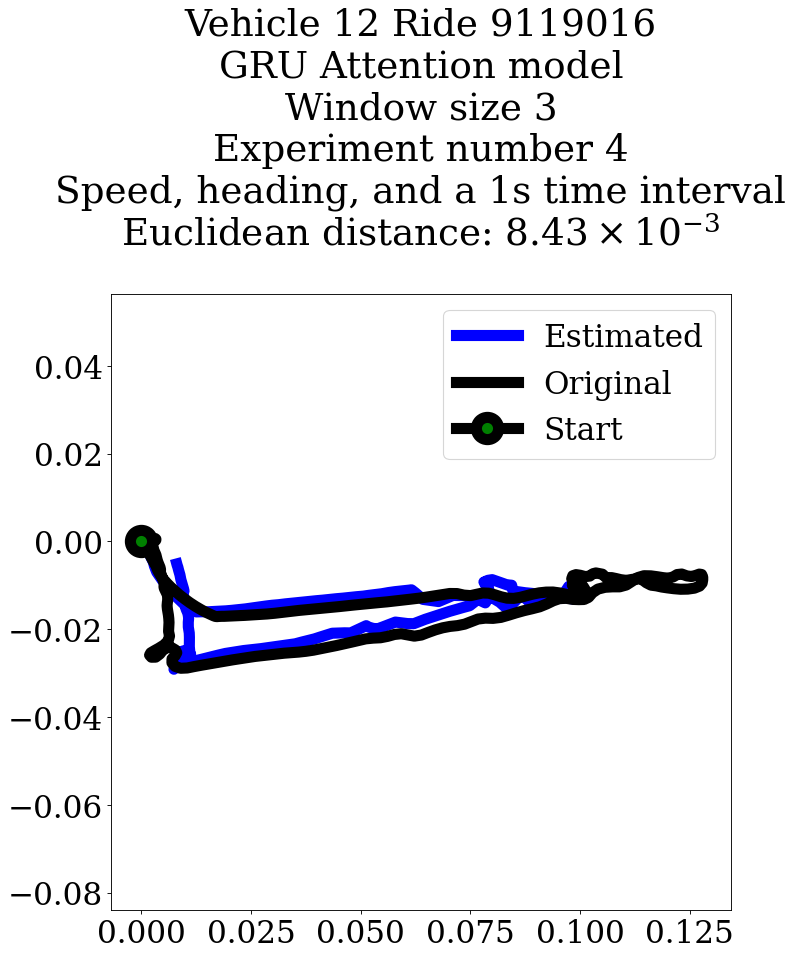 Vehicle 12 Ride 9119016
GRU Attention model
Window size 3
Experiment number 4
Speed, heading, and a 1s time interval
Euclidean distance: 8.43 × 10⁻³
Estimated
Original
Start
0.04
0.02
0.00
−0.02
−0.04
−0.06
−0.08
0.000 0.025 0.050 0.075 0.100 0.125